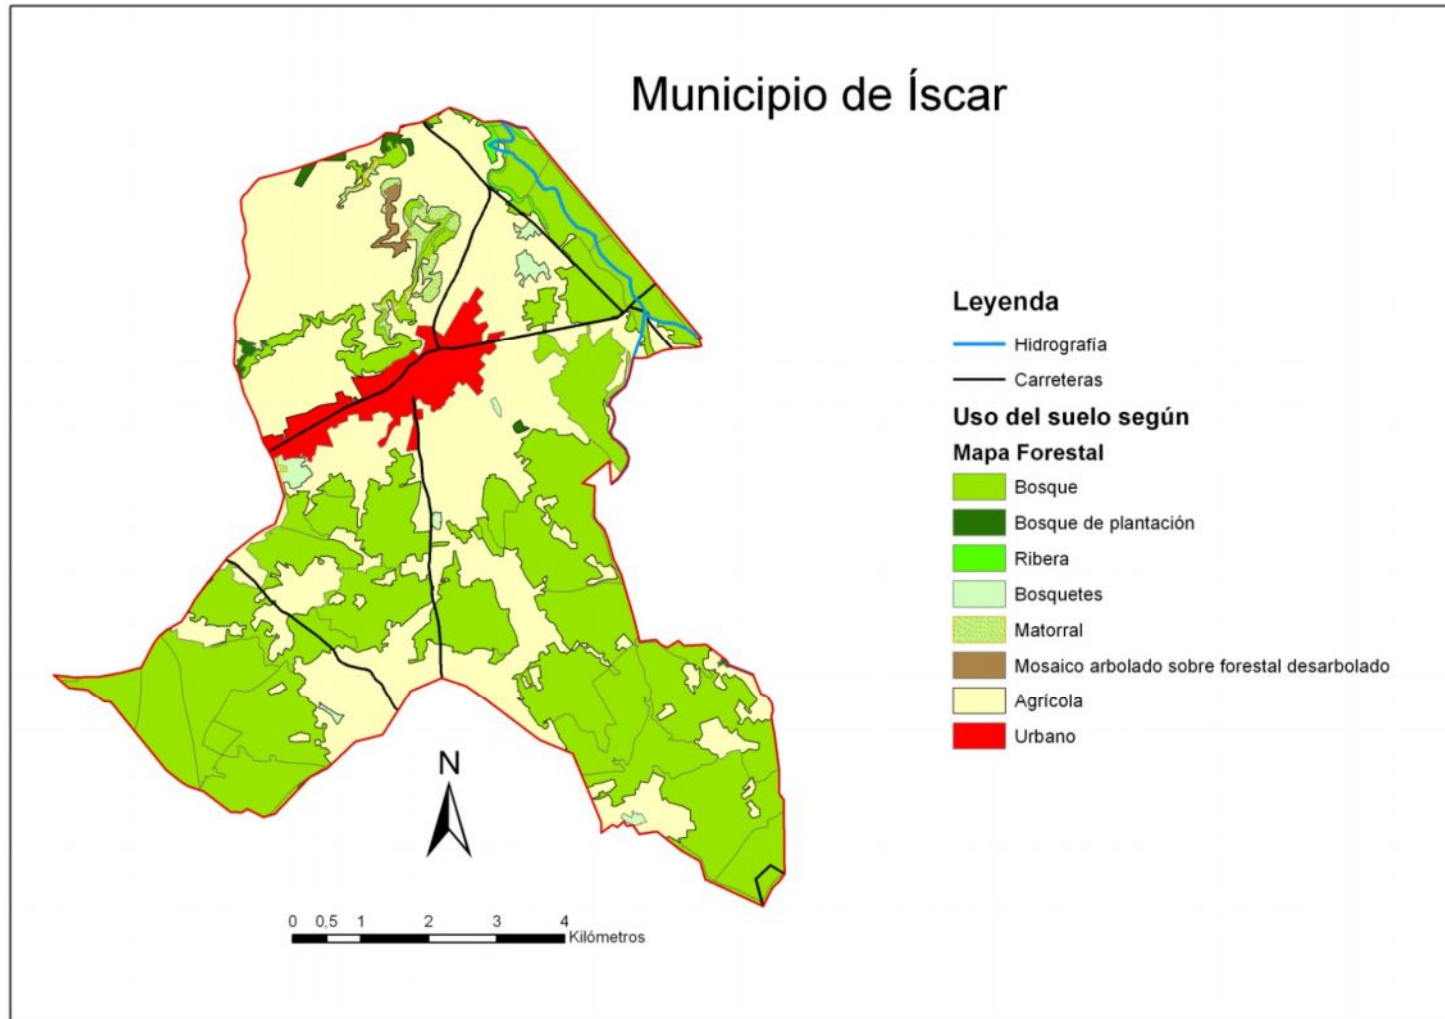 Municipio de Íscar
Leyenda
Hidrografía
Carreteras
Uso del suelo según
Mapa Forestal
Bosque
Bosque de plantación
Ribera
Bosquetes
Matorral
Mosaico arbolado sobre forestal desarbolado
Agrícola
Urbano
N
0 0,5 1 2 3 4
Kilómetros